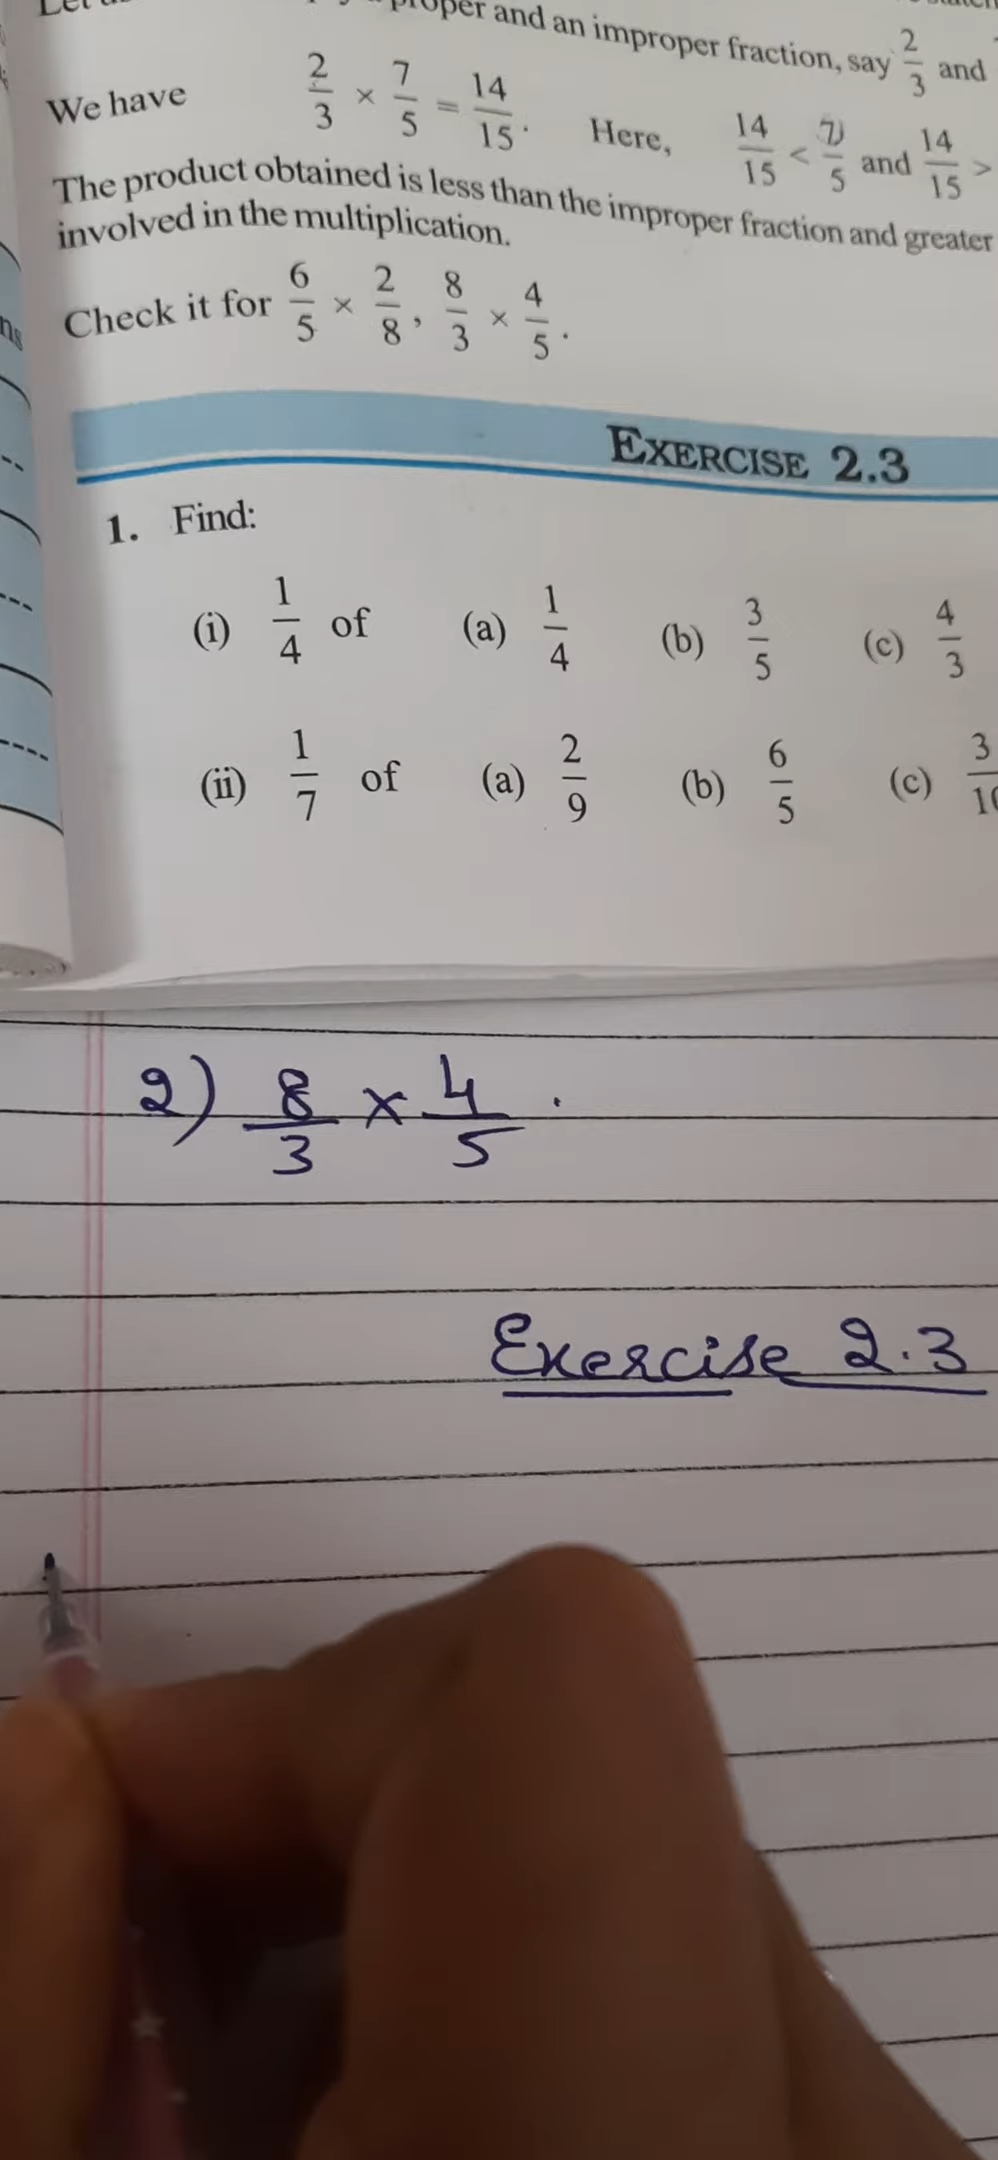 proper and an improper fraction, say 2/3 and
We have 2/3 × 7/5 = 14/15. Here, 14/15 < 7/5 and 14/15 >
The product obtained is less than the improper fraction and greater
involved in the multiplication.
Check it for 6/5 × 2/8, 8/3 × 4/5.
EXERCISE 2.3
1. Find:
(i) 1/4 of (a) 1/4 (b) 3/5 (c) 4/3
(ii) 1/7 of (a) 2/9 (b) 6/5 (c) 3/10
2) 8/3 × 4/5 .
Exercise 2.3